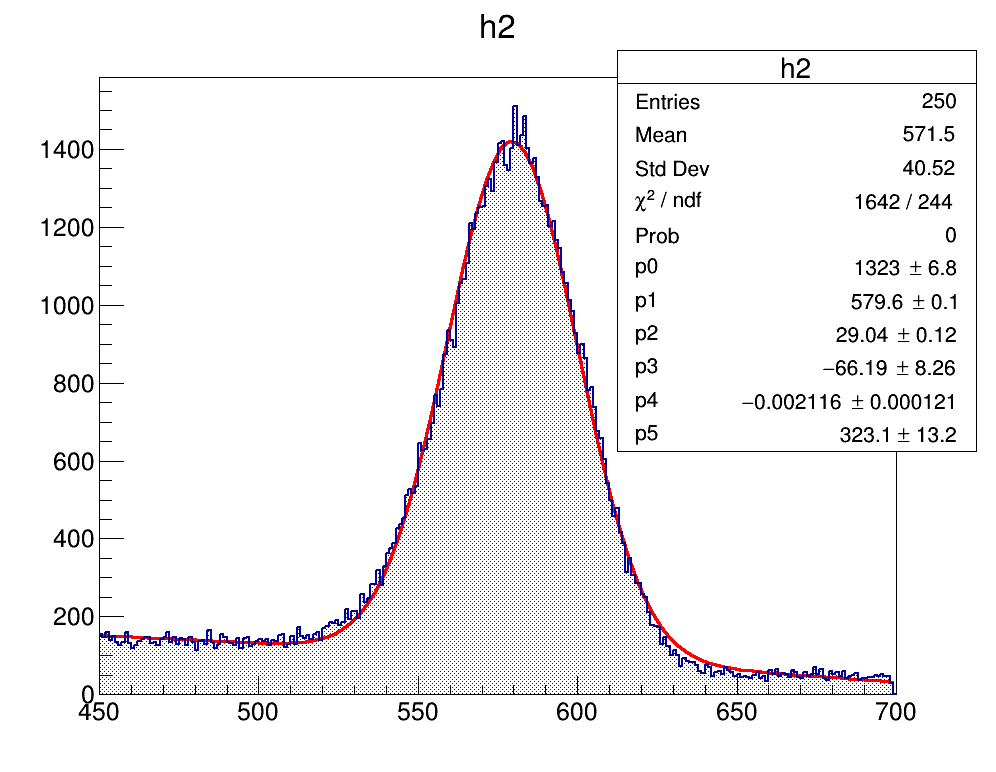 h2
h2
Entries 250
Mean 571.5
Std Dev 40.52
χ² / ndf 1642 / 244
Prob 0
p0 1323 ± 6.8
p1 579.6 ± 0.1
p2 29.04 ± 0.12
p3 −66.19 ± 8.26
p4 −0.002116 ± 0.000121
p5 323.1 ± 13.2
1400
1200
1000
800
600
400
200
0
450 500 550 600 650 700